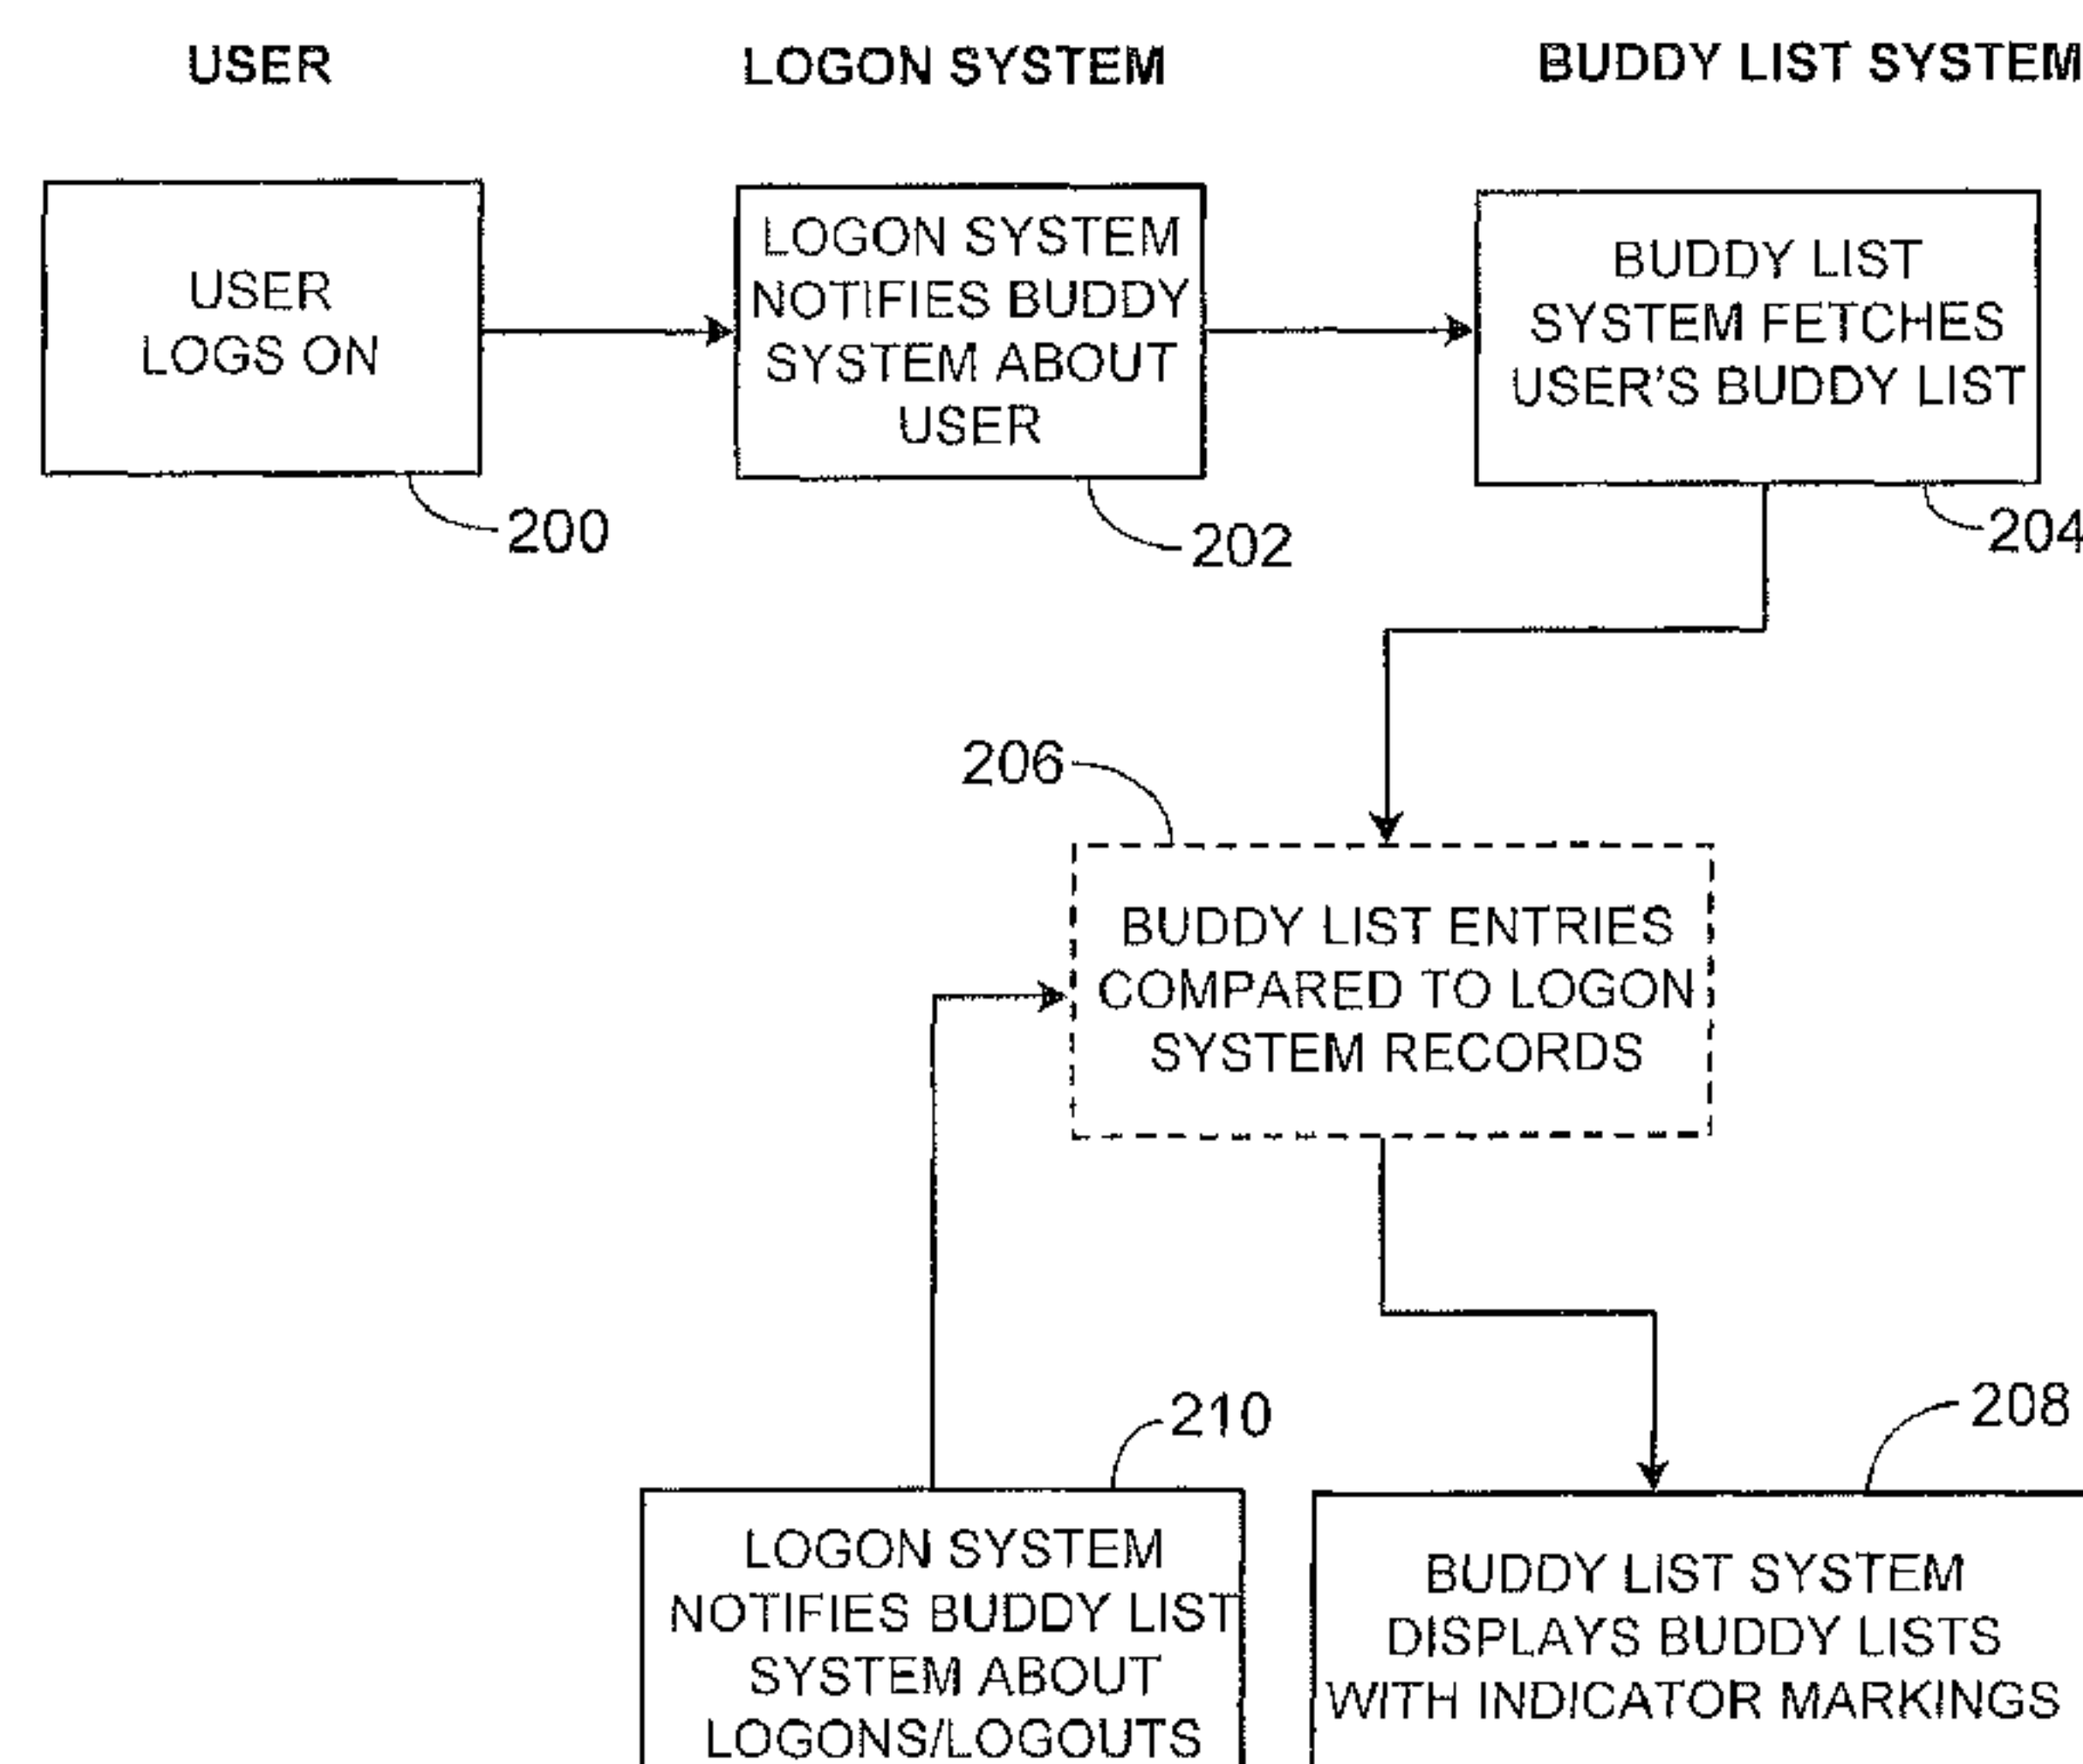 USER
LOGON SYSTEM
BUDDY LIST SYSTEM
USER
LOGS ON
200
LOGON SYSTEM
NOTIFIES BUDDY
SYSTEM ABOUT
USER
202
BUDDY LIST
SYSTEM FETCHES
USER'S BUDDY LIST
204
206
BUDDY LIST ENTRIES
COMPARED TO LOGON
SYSTEM RECORDS
210
LOGON SYSTEM
NOTIFIES BUDDY LIST
SYSTEM ABOUT
LOGONS/LOGOUTS
208
BUDDY LIST SYSTEM
DISPLAYS BUDDY LISTS
WITH INDICATOR MARKINGS